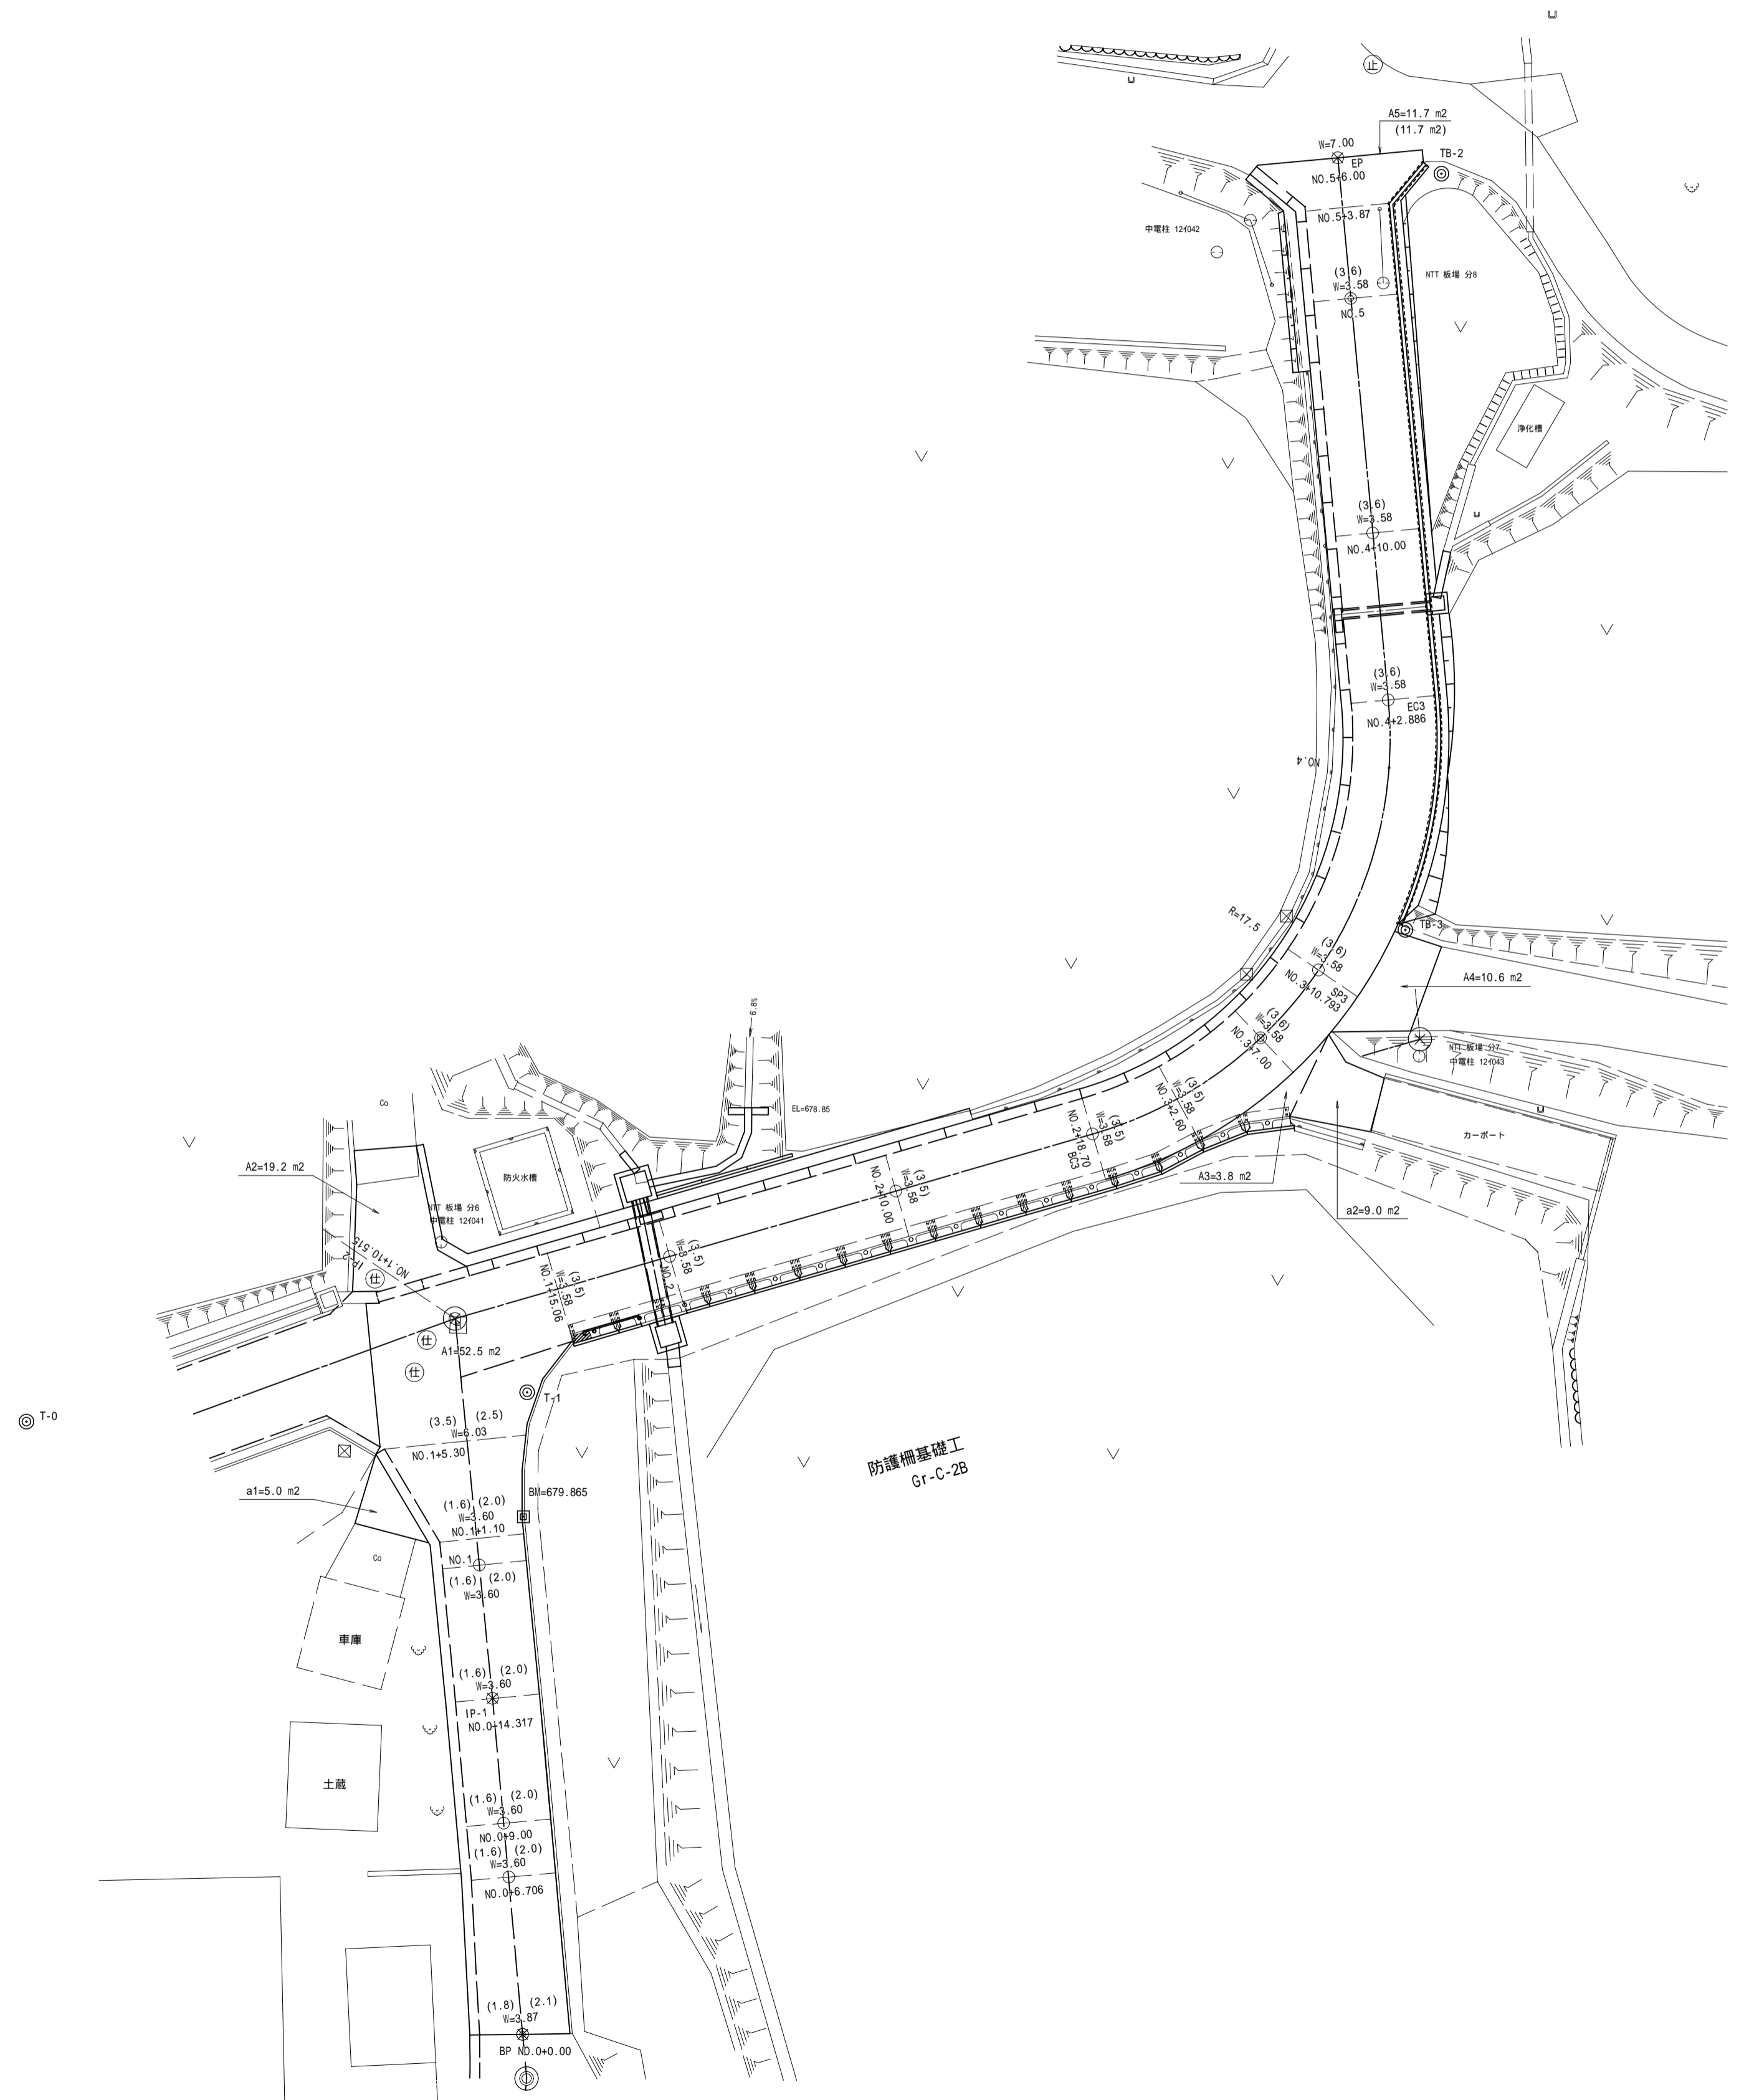 止
A5=11.7 m2
(11.7 m2)
W=7.00
EP
NO.5+6.00
TB-2
NO.5+3.87
中電柱 12イ042
(3.6)
W=3.58
NO.5
NTT 板場 分8
浄化槽
(3.6)
W=3.58
NO.4+10.00
(3.6)
W=3.58
EC3
NO.4+2.886
NO.4
R=17.5
TB-3
(3.6)
W=3.58
SP3
NO.3+10.793
A4=10.6 m2
(3.6)
W=3.58
NO.3+7.00
NTT 板場 分7
中電柱 12イ043
6.8%
EL=678.85
(3.5)
W=3.58
NO.3+2.60
(3.5)
W=3.58
NO.2+18.70
BC3
カーポート
Co
A2=19.2 m2
防火水槽
A3=3.8 m2
a2=9.0 m2
(3.5)
W=3.58
NO.2+10.00
NTT 板場 分6
中電柱 12イ041
IP-2
NO.1+10.515
仕
(3.5)
W=3.58
NO.2
(3.5)
W=3.58
NO.1+15.06
仕
A1=52.5 m2
仕
T-1
T-0
(3.5) (2.5)
W=6.03
NO.1+5.30
防護柵基礎工
Gr-C-2B
a1=5.0 m2
BM=679.865
(1.6) (2.0)
W=3.60
NO.1+1.10
Co
NO.1
(1.6) (2.0)
W=3.60
車庫
(1.6) (2.0)
W=3.60
IP-1
NO.0+14.317
土蔵
(1.6) (2.0)
W=3.60
NO.0+9.00
(1.6) (2.0)
W=3.60
NO.0+6.706
(1.8) (2.1)
W=3.87
BP NO.0+0.00